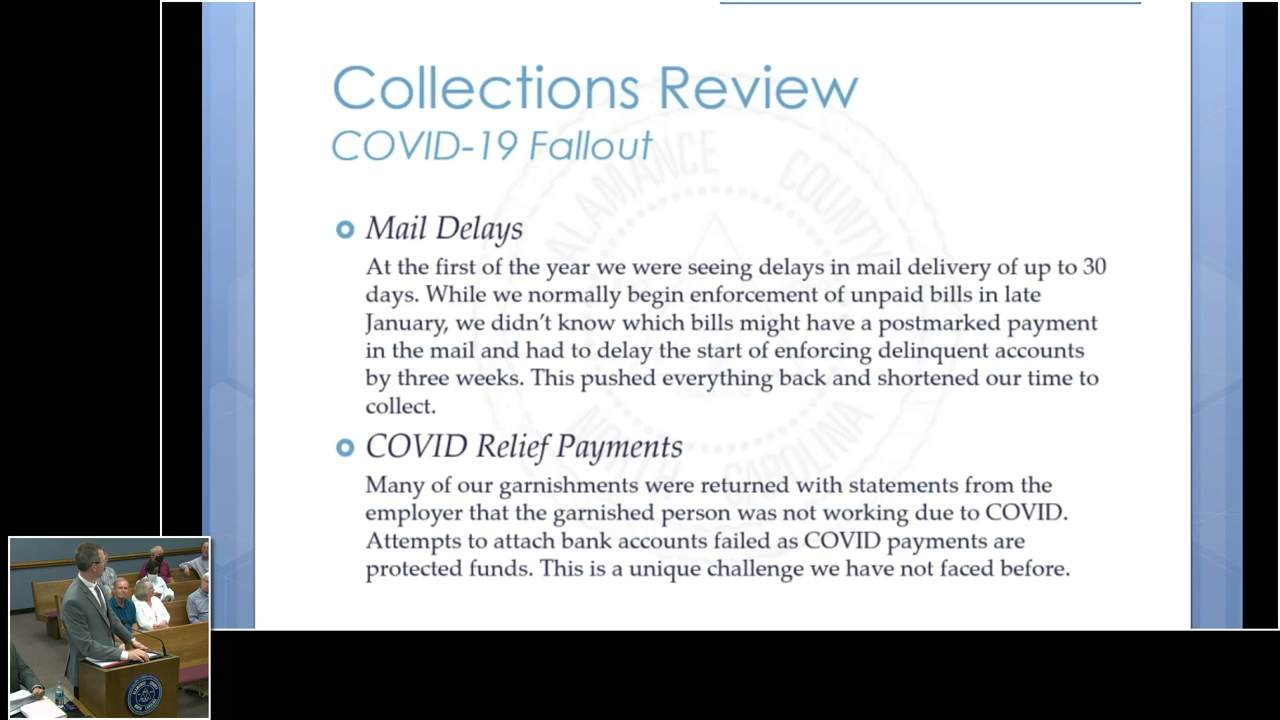 Collections Review
COVID-19 Fallout
ALAMANCE COUNTY
Mail Delays
At the first of the year we were seeing delays in mail delivery of up to 30
days. While we normally begin enforcement of unpaid bills in late
January, we didn't know which bills might have a postmarked payment
in the mail and had to delay the start of enforcing delinquent accounts
by three weeks. This pushed everything back and shortened our time to
collect.
COVID Relief Payments
Many of our garnishments were returned with statements from the
employer that the garnished person was not working due to COVID.
Attempts to attach bank accounts failed as COVID payments are
protected funds. This is a unique challenge we have not faced before.
NORTH CAROLINA